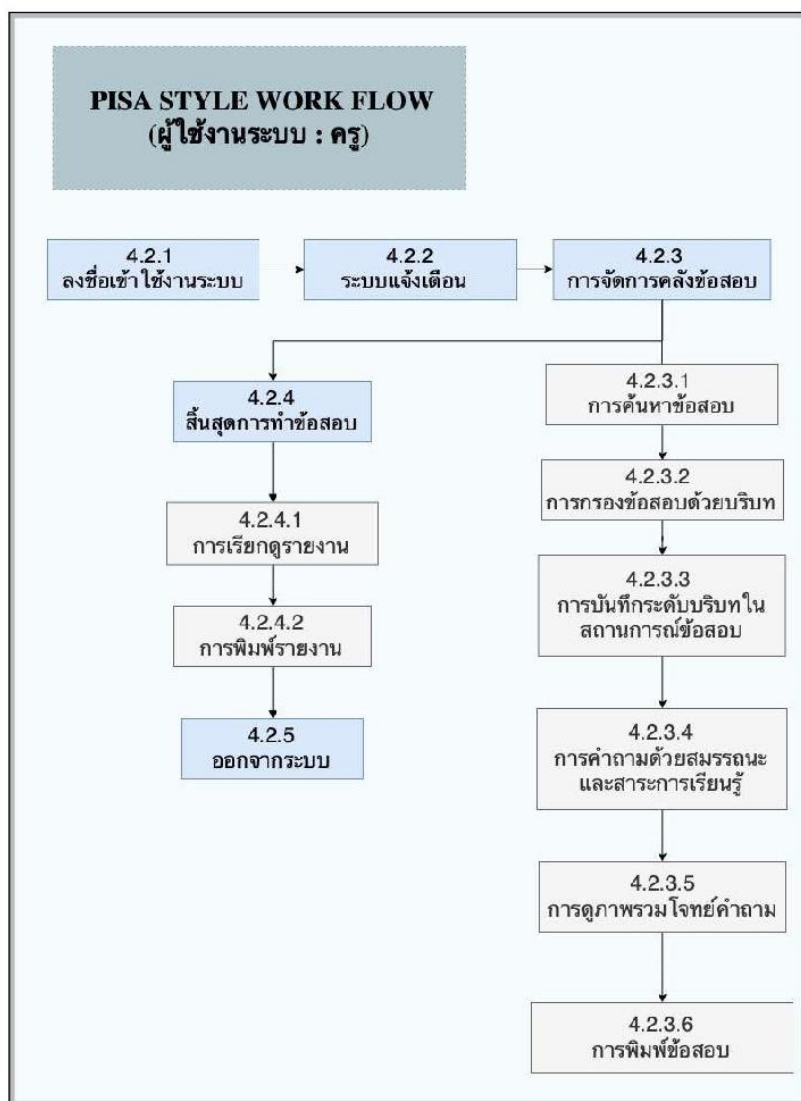 PISA STYLE WORK FLOW
(ผู้ใช้งานระบบ : ครู)
4.2.1
ลงชื่อเข้าใช้งานระบบ
4.2.2
ระบบแจ้งเตือน
4.2.3
การจัดการคลังข้อสอบ
4.2.4
สิ้นสุดการทำข้อสอบ
4.2.4.1
การเรียกดูรายงาน
4.2.4.2
การพิมพ์รายงาน
4.2.5
ออกจากระบบ
4.2.3.1
การค้นหาข้อสอบ
4.2.3.2
การกรองข้อสอบด้วยบริบท
4.2.3.3
การบันทึกระดับบริบทใน
สถานการณ์ข้อสอบ
4.2.3.4
การคำถามด้วยสมรรถนะ
และสาระการเรียนรู้
4.2.3.5
การดูภาพรวมโจทย์คำถาม
4.2.3.6
การพิมพ์ข้อสอบ